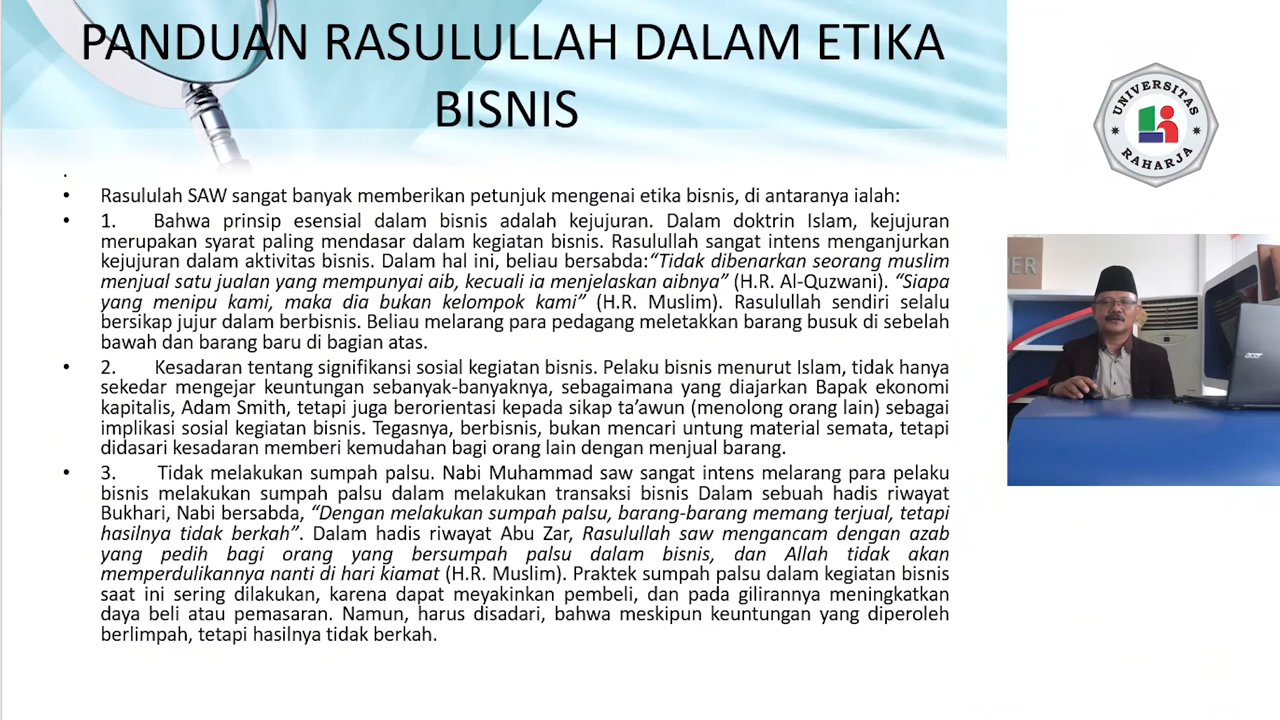 PANDUAN RASULULLAH DALAM ETIKA
BISNIS
.
• Rasululah SAW sangat banyak memberikan petunjuk mengenai etika bisnis, di antaranya ialah:
• 1. Bahwa prinsip esensial dalam bisnis adalah kejujuran. Dalam doktrin Islam, kejujuran
merupakan syarat paling mendasar dalam kegiatan bisnis. Rasulullah sangat intens menganjurkan
kejujuran dalam aktivitas bisnis. Dalam hal ini, beliau bersabda:“Tidak dibenarkan seorang muslim
menjual satu jualan yang mempunyai aib, kecuali ia menjelaskan aibnya” (H.R. Al-Quzwani). “Siapa
yang menipu kami, maka dia bukan kelompok kami” (H.R. Muslim). Rasulullah sendiri selalu
bersikap jujur dalam berbisnis. Beliau melarang para pedagang meletakkan barang busuk di sebelah
bawah dan barang baru di bagian atas.
• 2. Kesadaran tentang signifikansi sosial kegiatan bisnis. Pelaku bisnis menurut Islam, tidak hanya
sekedar mengejar keuntungan sebanyak-banyaknya, sebagaimana yang diajarkan Bapak ekonomi
kapitalis, Adam Smith, tetapi juga berorientasi kepada sikap ta’awun (menolong orang lain) sebagai
implikasi sosial kegiatan bisnis. Tegasnya, berbisnis, bukan mencari untung material semata, tetapi
didasari kesadaran memberi kemudahan bagi orang lain dengan menjual barang.
• 3. Tidak melakukan sumpah palsu. Nabi Muhammad saw sangat intens melarang para pelaku
bisnis melakukan sumpah palsu dalam melakukan transaksi bisnis Dalam sebuah hadis riwayat
Bukhari, Nabi bersabda, “Dengan melakukan sumpah palsu, barang-barang memang terjual, tetapi
hasilnya tidak berkah”. Dalam hadis riwayat Abu Zar, Rasulullah saw mengancam dengan azab
yang pedih bagi orang yang bersumpah palsu dalam bisnis, dan Allah tidak akan
memperdulikannya nanti di hari kiamat (H.R. Muslim). Praktek sumpah palsu dalam kegiatan bisnis
saat ini sering dilakukan, karena dapat meyakinkan pembeli, dan pada gilirannya meningkatkan
daya beli atau pemasaran. Namun, harus disadari, bahwa meskipun keuntungan yang diperoleh
berlimpah, tetapi hasilnya tidak berkah.
UNIVERSITAS
RAHARJA
acer